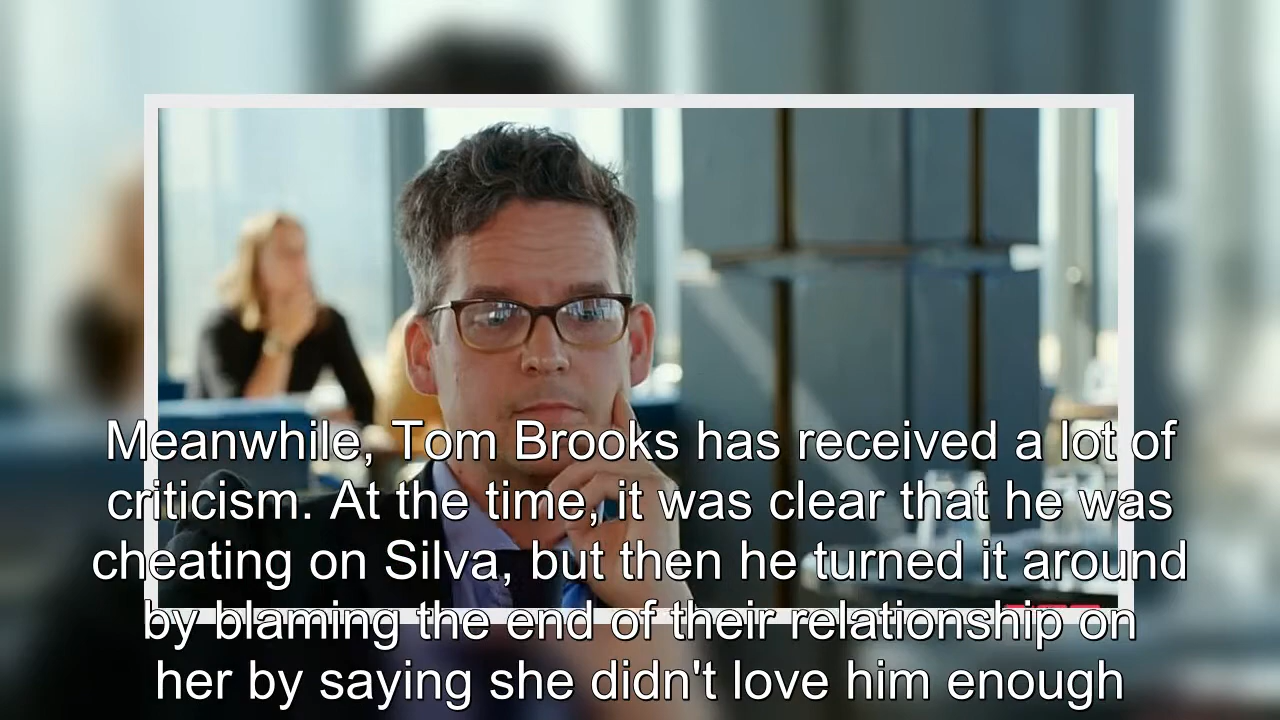 Meanwhile, Tom Brooks has received a lot of
criticism. At the time, it was clear that he was
cheating on Silva, but then he turned it around
by blaming the end of their relationship on
her by saying she didn't love him enough